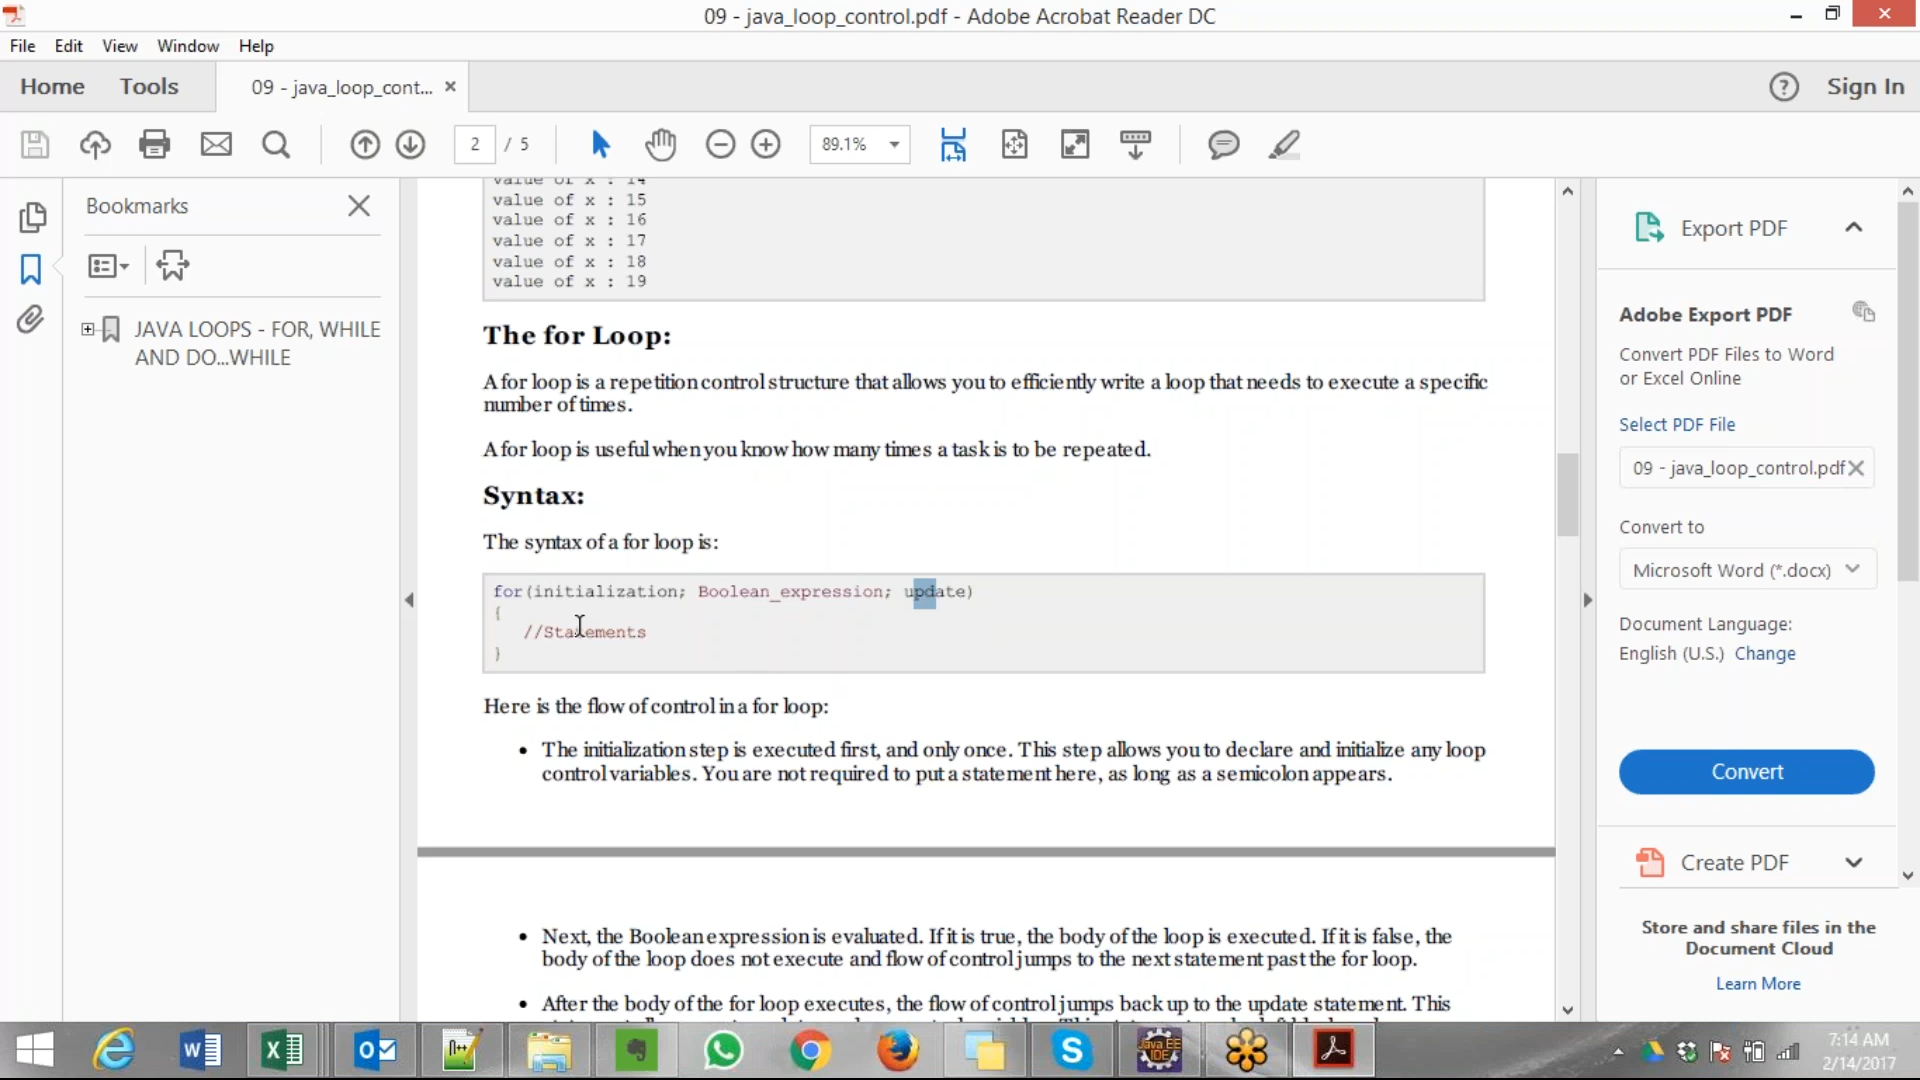 09 - java_loop_control.pdf - Adobe Acrobat Reader DC
File Edit View Window Help
Home Tools 09 - java_loop_cont... Sign In
2 / 5 89.1%
Bookmarks
JAVA LOOPS - FOR, WHILE
AND DO...WHILE
value of x : 14
value of x : 15
value of x : 16
value of x : 17
value of x : 18
value of x : 19
The for Loop:
A for loop is a repetition control structure that allows you to efficiently write a loop that needs to execute a specific
number of times.
A for loop is useful when you know how many times a task is to be repeated.
Syntax:
The syntax of a for loop is:
for(initialization; Boolean_expression; update)
{
//Statements
}
Here is the flow of control in a for loop:
• The initialization step is executed first, and only once. This step allows you to declare and initialize any loop
control variables. You are not required to put a statement here, as long as a semicolon appears.
• Next, the Boolean expression is evaluated. If it is true, the body of the loop is executed. If it is false, the
body of the loop does not execute and flow of control jumps to the next statement past the for loop.
• After the body of the for loop executes, the flow of control jumps back up to the update statement. This
Export PDF
Adobe Export PDF
Convert PDF Files to Word
or Excel Online
Select PDF File
09 - java_loop_control.pdf
Convert to
Microsoft Word (*.docx)
Document Language:
English (U.S.) Change
Convert
Create PDF
Store and share files in the
Document Cloud
Learn More
Java EE
IDE
7:14 AM
2/14/2017